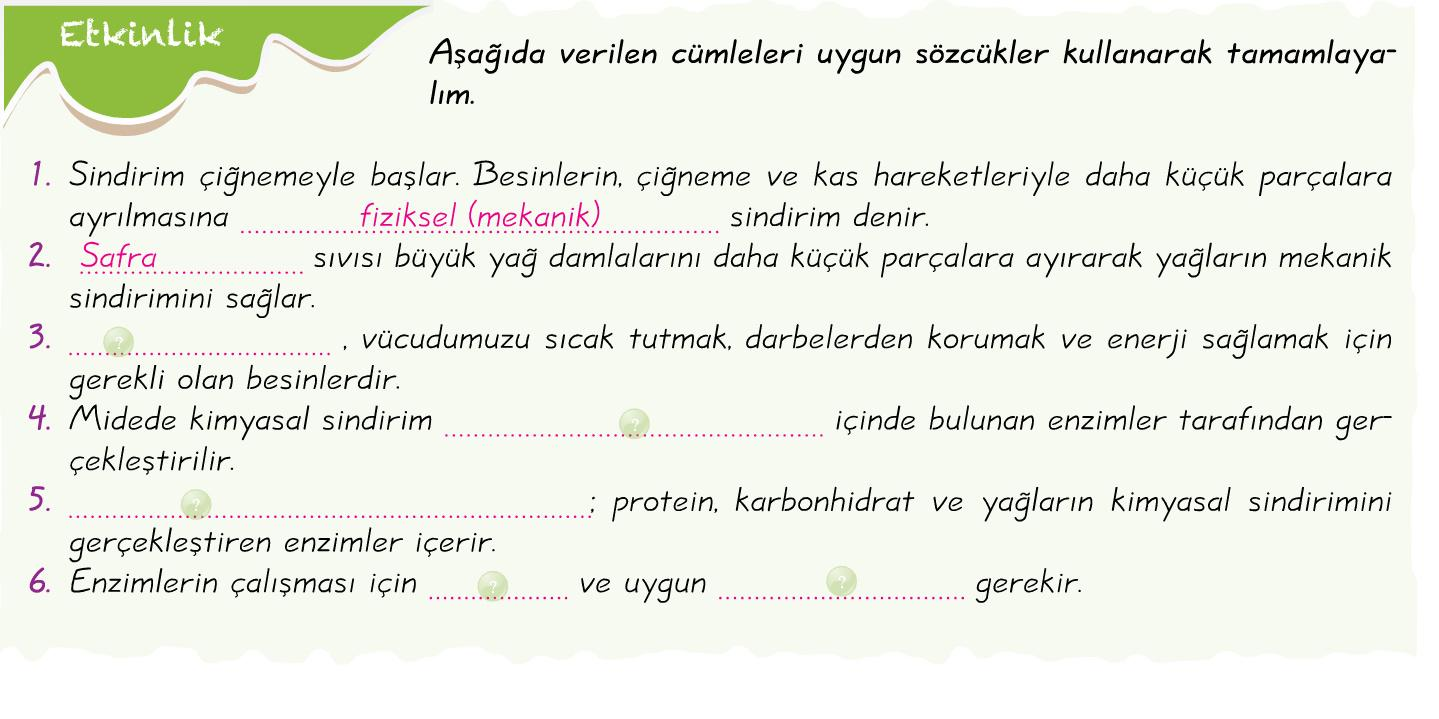 Etkinlik
Aşağıda verilen cümleleri uygun sözcükler kullanarak tamamlaya-
lım.
1. Sindirim çiğnemeyle başlar. Besinlerin, çiğneme ve kas hareketleriyle daha küçük parçalara
ayrılmasına fiziksel (mekanik) sindirim denir.
2. Safra sıvısı büyük yağ damlalarını daha küçük parçalara ayırarak yağların mekanik
sindirimini sağlar.
3. ? , vücudumuzu sıcak tutmak, darbelerden korumak ve enerji sağlamak için
gerekli olan besinlerdir.
4. Midede kimyasal sindirim ? içinde bulunan enzimler tarafından ger-
çekleştirilir.
5. ? ; protein, karbonhidrat ve yağların kimyasal sindirimini
gerçekleştiren enzimler içerir.
6. Enzimlerin çalışması için ? ve uygun ? gerekir.